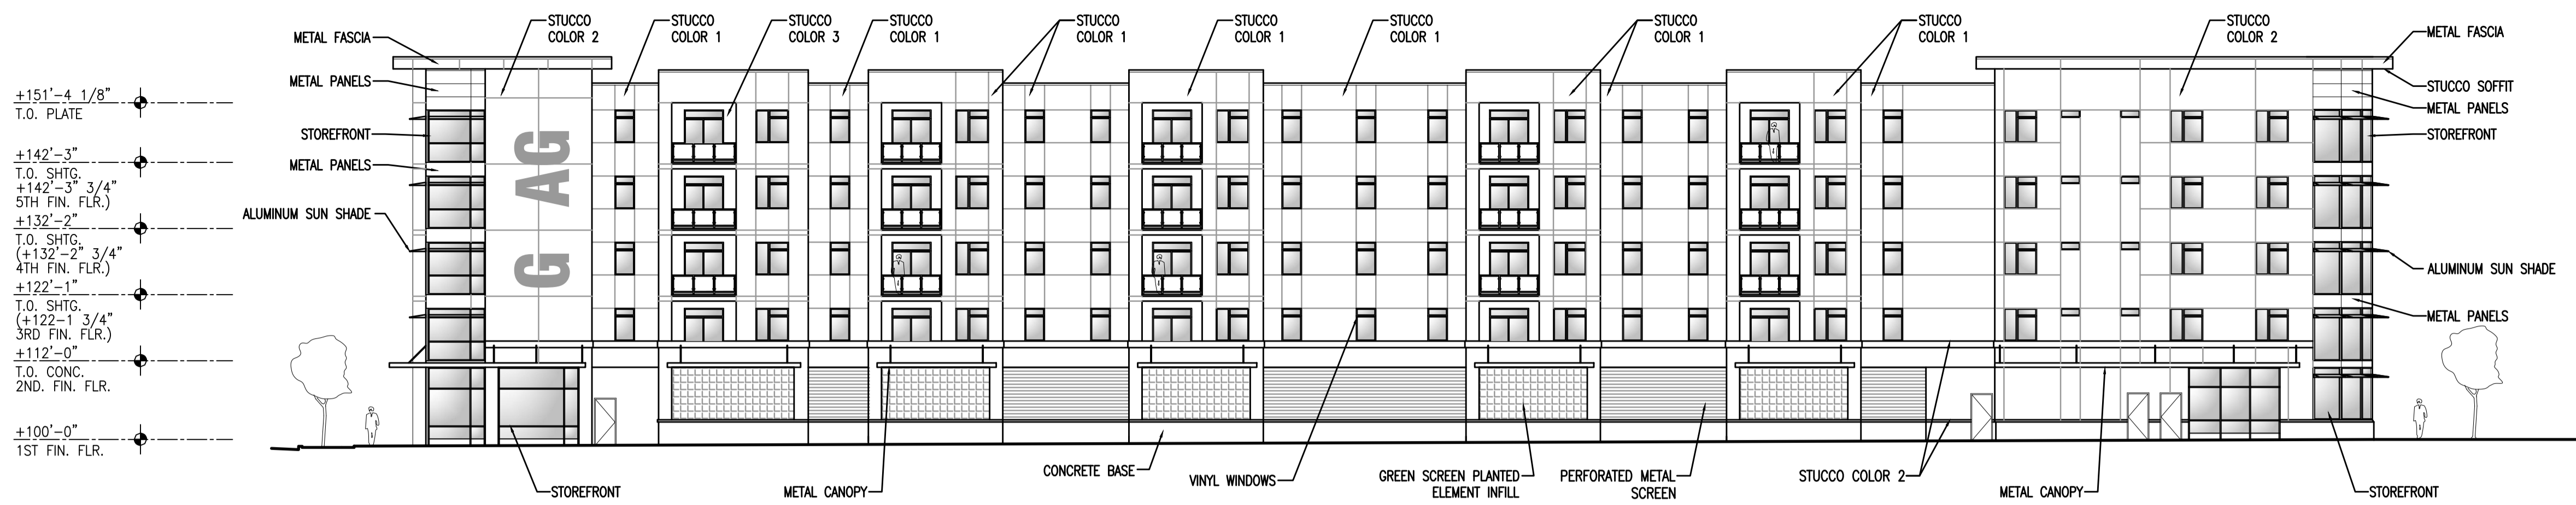 STUCCO
COLOR 2
STUCCO
COLOR 1
STUCCO
COLOR 3
STUCCO
COLOR 1
STUCCO
COLOR 1
STUCCO
COLOR 1
STUCCO
COLOR 1
STUCCO
COLOR 1
STUCCO
COLOR 1
STUCCO
COLOR 2
METAL FASCIA
METAL PANELS
STOREFRONT
METAL PANELS
ALUMINUM SUN SHADE
METAL FASCIA
STUCCO SOFFIT
METAL PANELS
STOREFRONT
ALUMINUM SUN SHADE
METAL PANELS
+151'-4 1/8"
T.O. PLATE
+142'-3"
T.O. SHTG.
+142'-3" 3/4"
5TH FIN. FLR.)
+132'-2"
T.O. SHTG.
(+132'-2" 3/4"
4TH FIN. FLR.)
+122'-1"
T.O. SHTG.
(+122-1 3/4"
3RD FIN. FLR.)
+112'-0"
T.O. CONC.
2ND. FIN. FLR.
+100'-0"
1ST FIN. FLR.
G AG
STOREFRONT
METAL CANOPY
CONCRETE BASE
VINYL WINDOWS
GREEN SCREEN PLANTED
ELEMENT INFILL
PERFORATED METAL
SCREEN
STUCCO COLOR 2
METAL CANOPY
STOREFRONT